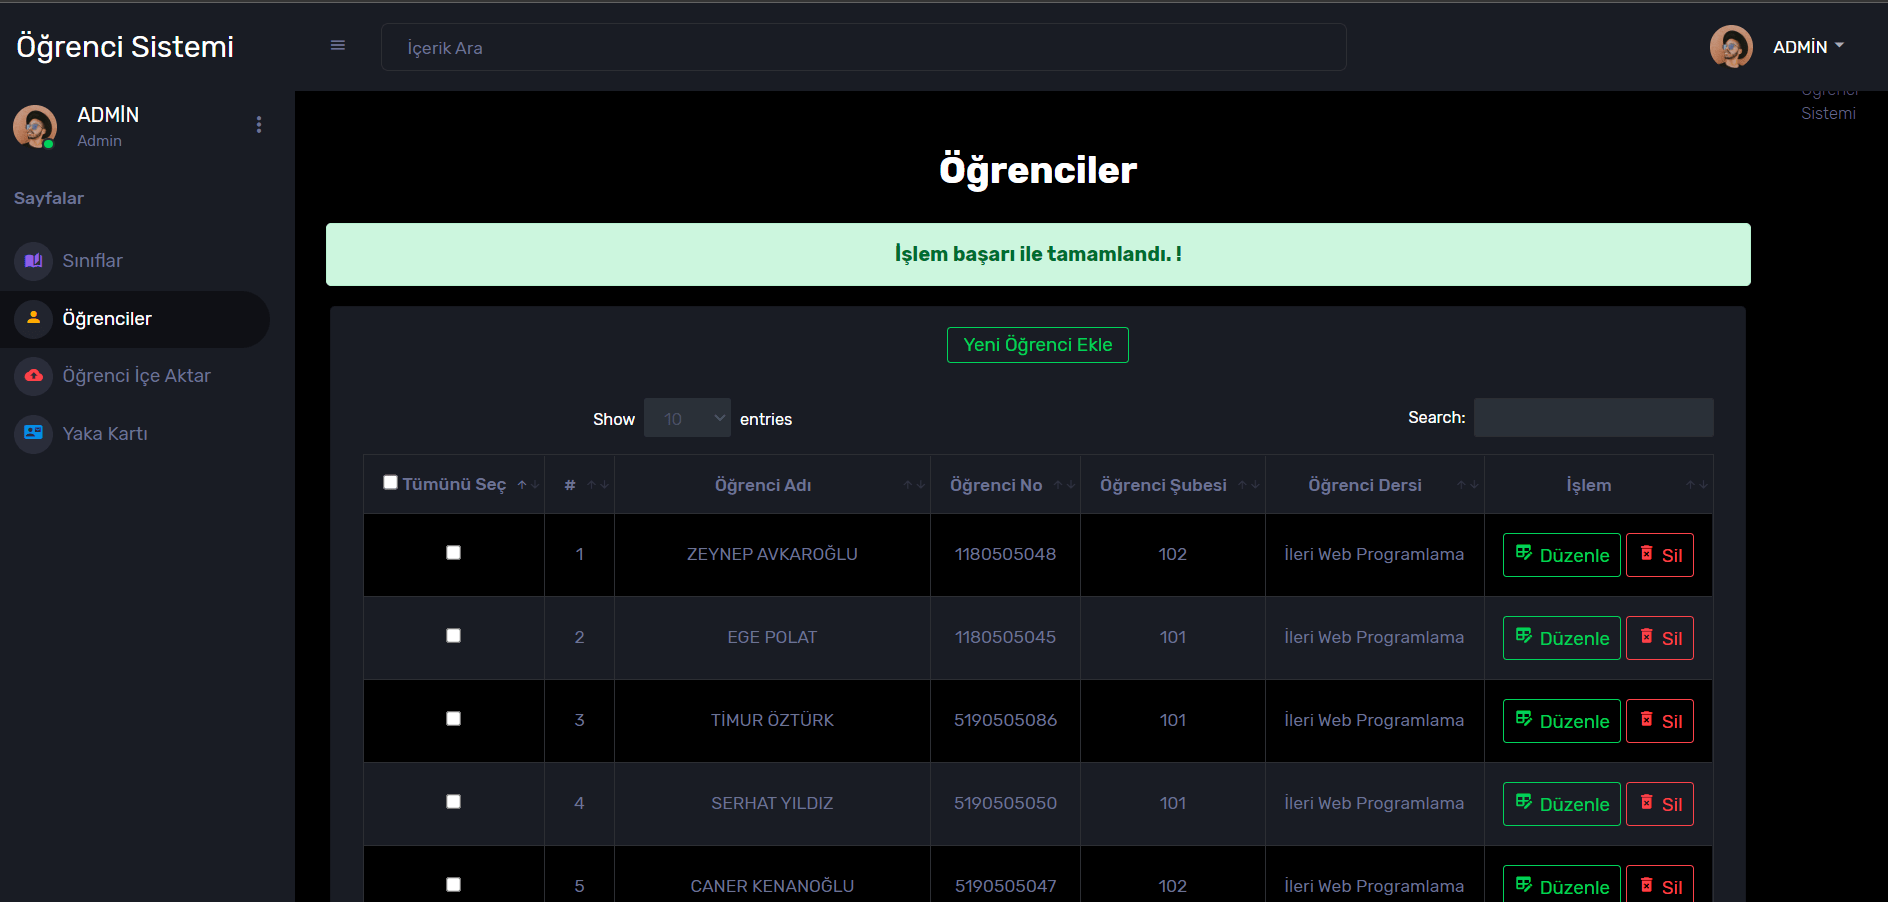 Öğrenci Sistemi
İçerik Ara
ADMİN
ADMİN
Admin
Öğrenci
Sistemi
Sayfalar
Sınıflar
Öğrenciler
Öğrenci İçe Aktar
Yaka Kartı
Öğrenciler
İşlem başarı ile tamamlandı. !
Yeni Öğrenci Ekle
Show 10 entries
Search:
Tümünü Seç # Öğrenci Adı Öğrenci No Öğrenci Şubesi Öğrenci Dersi İşlem
1 ZEYNEP AVKAROĞLU 1180505048 102 İleri Web Programlama Düzenle Sil
2 EGE POLAT 1180505045 101 İleri Web Programlama Düzenle Sil
3 TİMUR ÖZTÜRK 5190505086 101 İleri Web Programlama Düzenle Sil
4 SERHAT YILDIZ 5190505050 101 İleri Web Programlama Düzenle Sil
5 CANER KENANOĞLU 5190505047 102 İleri Web Programlama Düzenle Sil